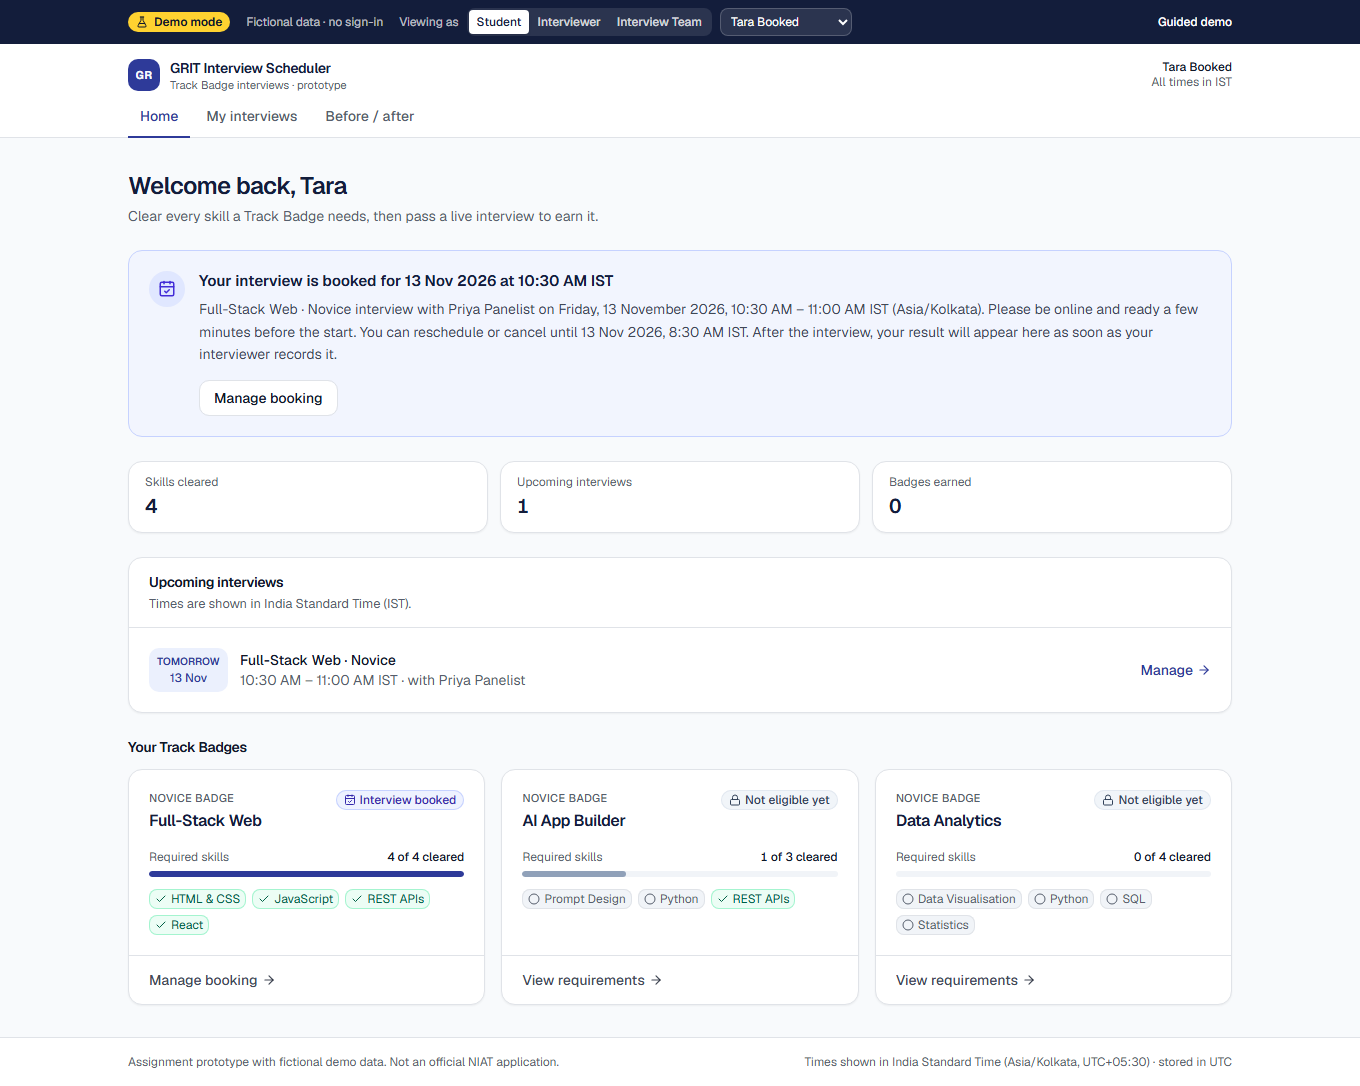 Demo mode Fictional data · no sign-in Viewing as Student Interviewer Interview Team Tara Booked Guided demo
GR GRIT Interview Scheduler
Track Badge interviews · prototype
Tara Booked
All times in IST
Home My interviews Before / after
Welcome back, Tara
Clear every skill a Track Badge needs, then pass a live interview to earn it.
Your interview is booked for 13 Nov 2026 at 10:30 AM IST
Full-Stack Web · Novice interview with Priya Panelist on Friday, 13 November 2026, 10:30 AM – 11:00 AM IST (Asia/Kolkata). Please be online and ready a few
minutes before the start. You can reschedule or cancel until 13 Nov 2026, 8:30 AM IST. After the interview, your result will appear here as soon as your
interviewer records it.
Manage booking
Skills cleared
4
Upcoming interviews
1
Badges earned
0
Upcoming interviews
Times are shown in India Standard Time (IST).
TOMORROW
13 Nov
Full-Stack Web · Novice
10:30 AM – 11:00 AM IST · with Priya Panelist
Manage →
Your Track Badges
NOVICE BADGE
Interview booked
Full-Stack Web
Required skills 4 of 4 cleared
HTML & CSS JavaScript REST APIs
React
Manage booking →
NOVICE BADGE
Not eligible yet
AI App Builder
Required skills 1 of 3 cleared
Prompt Design Python REST APIs
View requirements →
NOVICE BADGE
Not eligible yet
Data Analytics
Required skills 0 of 4 cleared
Data Visualisation Python SQL
Statistics
View requirements →
Assignment prototype with fictional demo data. Not an official NIAT application.
Times shown in India Standard Time (Asia/Kolkata, UTC+05:30) · stored in UTC